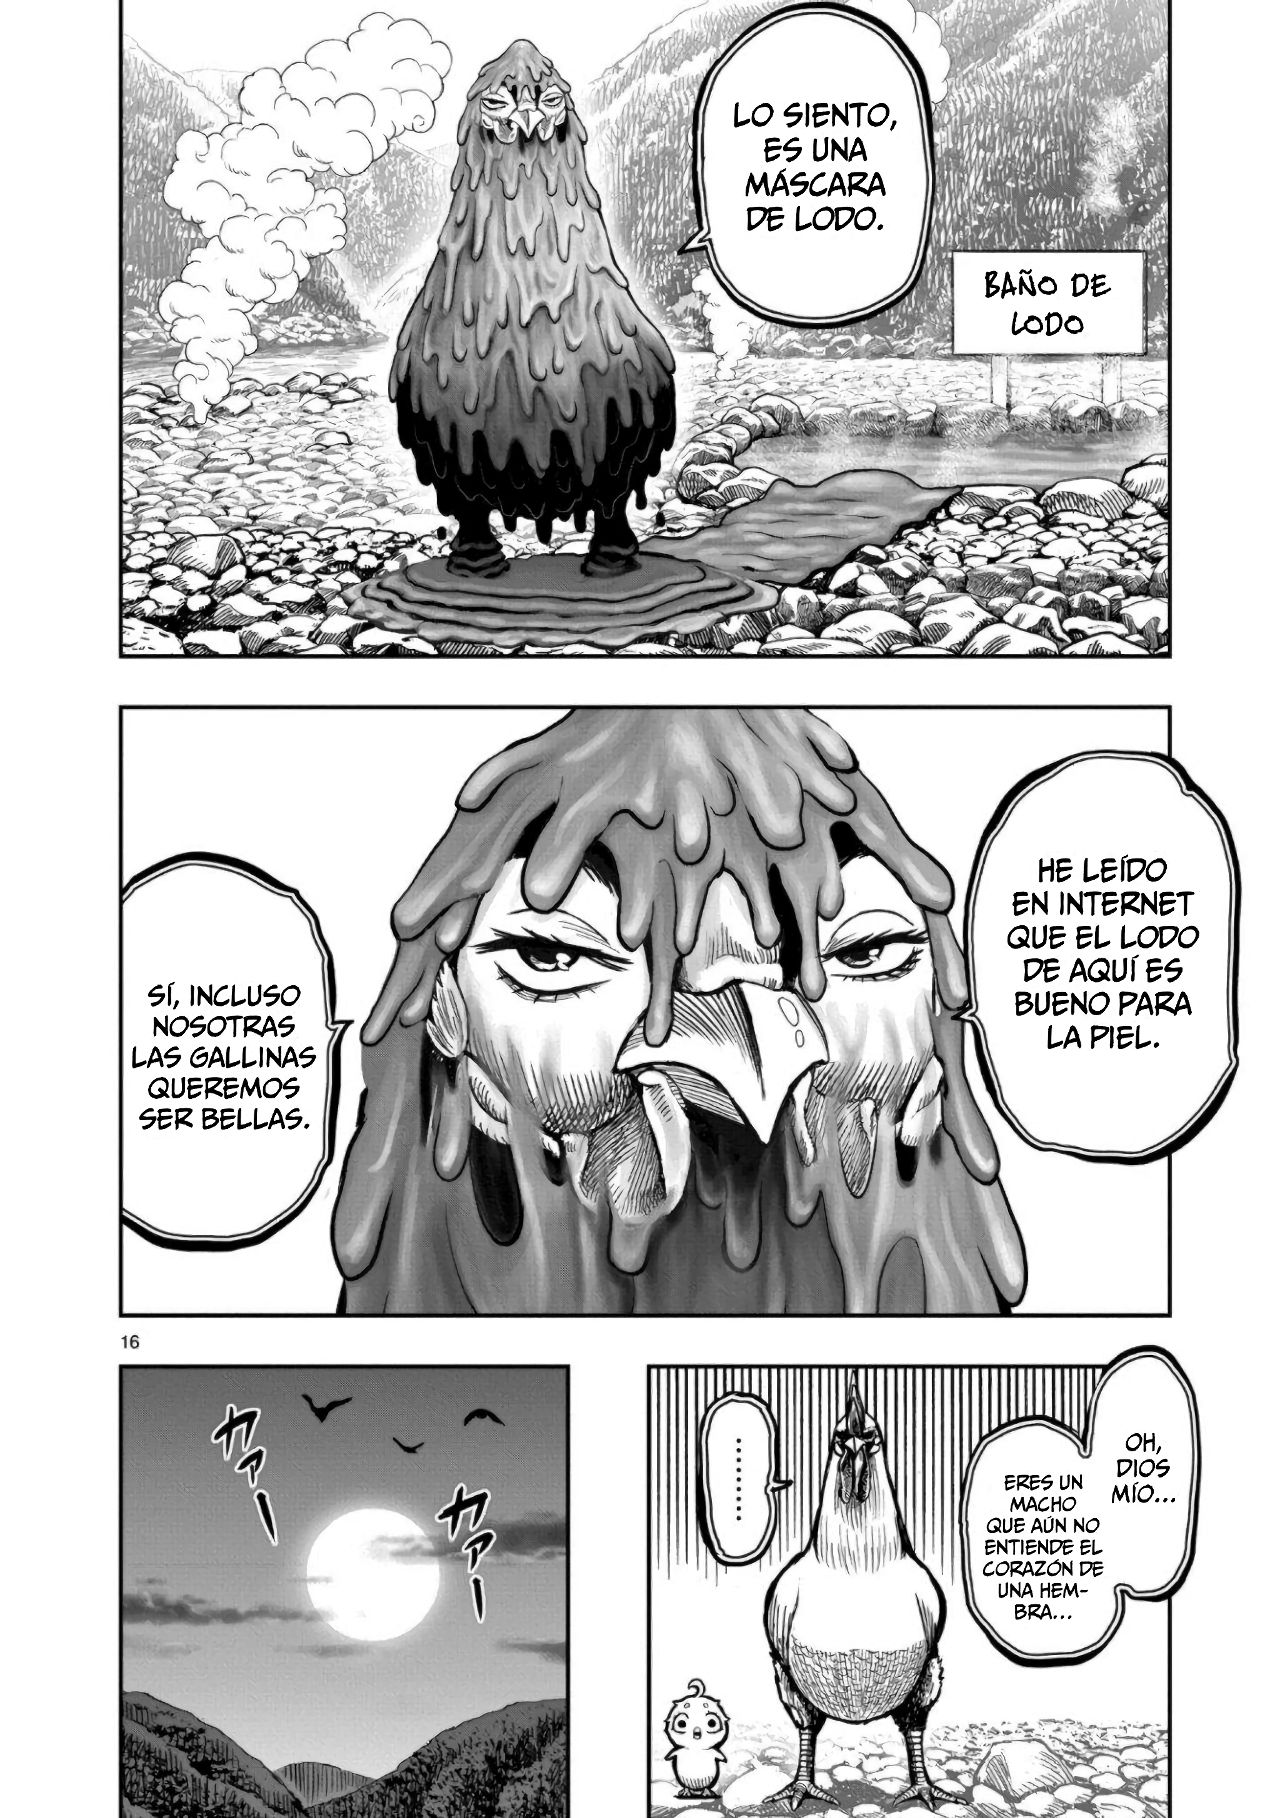 LO SIENTO,
ES UNA
MÁSCARA
DE LODO.
BAÑO DE
LODO
HE LEÍDO
EN INTERNET
QUE EL LODO
DE AQUÍ ES
BUENO PARA
LA PIEL.
SÍ, INCLUSO
NOSOTRAS
LAS GALLINAS
QUEREMOS
SER BELLAS.
16
OH,
DIOS
MÍO...
ERES UN
MACHO
QUE AÚN NO
ENTIENDE EL
CORAZÓN DE
UNA HEM-
BRA...
........
カァー
カァー